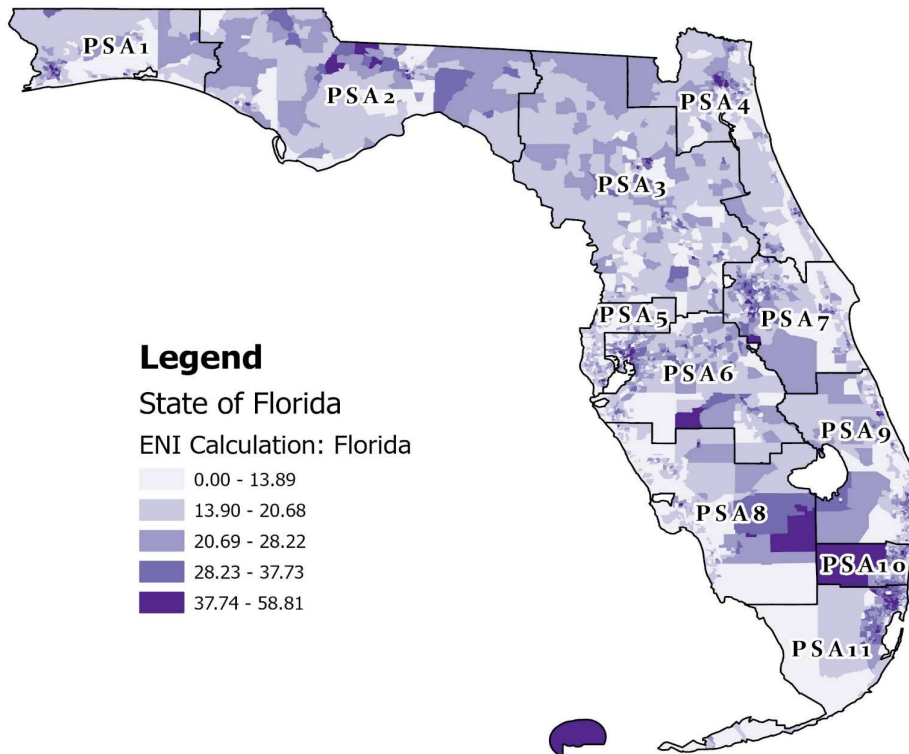 PSA1
PSA2
PSA4
PSA3
PSA5
PSA7
PSA6
PSA9
PSA8
PSA10
PSA11
Legend
State of Florida
ENI Calculation: Florida
0.00 - 13.89
13.90 - 20.68
20.69 - 28.22
28.23 - 37.73
37.74 - 58.81